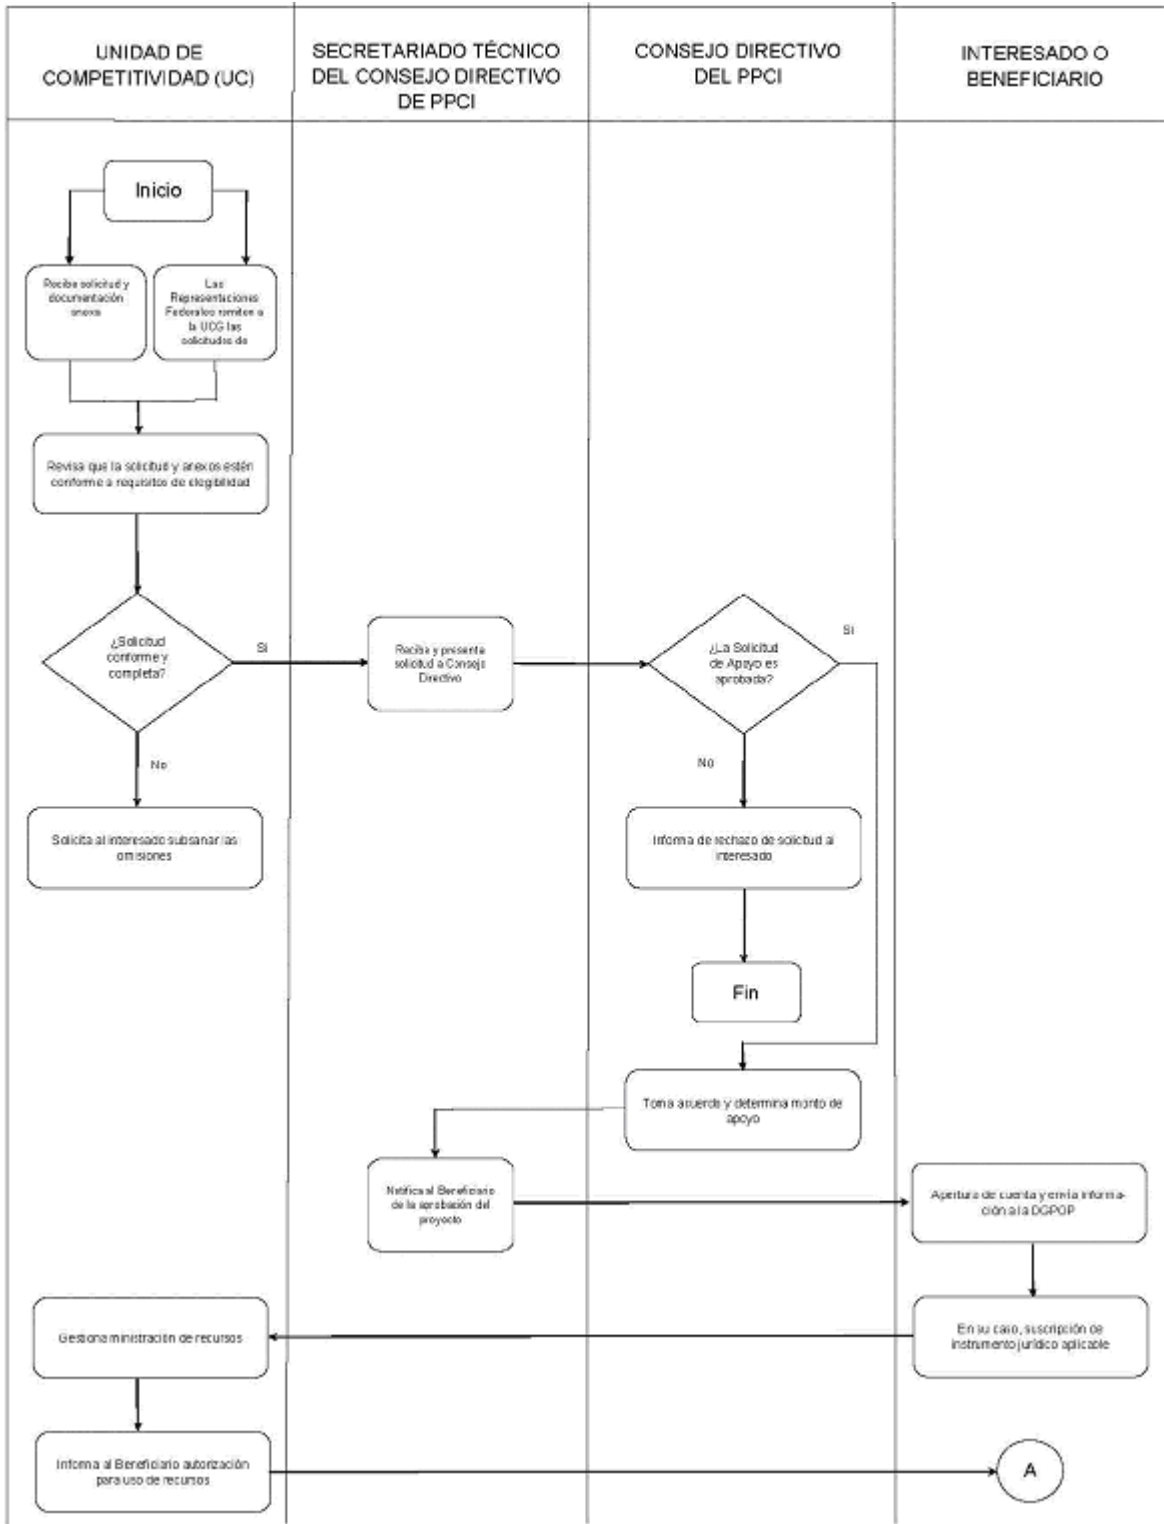 UNIDAD DE
COMPETITIVIDAD (UC)
SECRETARIADO TÉCNICO
DEL CONSEJO DIRECTIVO
DE PPCI
CONSEJO DIRECTIVO
DEL PPCI
INTERESADO O
BENEFICIARIO
Inicio
Recibe solicitud y
documentación
anexa
Las
Representaciones
Federales remiten a
la UCG las
solicitudes de
Revisa que la solicitud y anexos estén
conforme a requisitos de elegibilidad
¿Solicitud
conforme y
completa?
Si
No
Recibe y presenta
solicitud a Consejo
Directivo
¿La Solicitud
de Apoyo es
aprobada?
Si
No
Solicita al interesado subsanar las
omisiones
Informa de rechazo de solicitud al
interesado
Fin
Toma acuerdo y determina monto de
apoyo
Notifica al Beneficiario
de la aprobación del
proyecto
Apertura de cuenta y envía informa-
ción a la DGPOP
En su caso, suscripción de
instrumento jurídico aplicable
Gestiona ministración de recursos
Informa al Beneficiario autorización
para uso de recursos
A